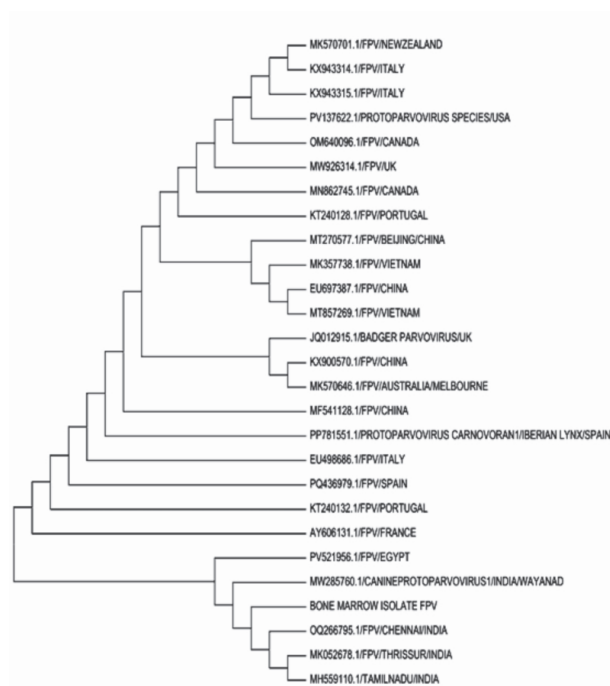 MK570701.1/FPV/NEWZEALAND
KX943314.1/FPV/ITALY
KX943315.1/FPV/ITALY
PV137622.1/PROTOPARVOVIRUS SPECIES/USA
OM640096.1/FPV/CANADA
MW926314.1/FPV/UK
MN862745.1/FPV/CANADA
KT240128.1/FPV/PORTUGAL
MT270577.1/FPV/BEIJING/CHINA
MK357738.1/FPV/VIETNAM
EU697387.1/FPV/CHINA
MT857269.1/FPV/VIETNAM
JQ012915.1/BADGER PARVOVIRUS/UK
KX900570.1/FPV/CHINA
MK570646.1/FPV/AUSTRALIA/MELBOURNE
MF541128.1/FPV/CHINA
PP781551.1/PROTOPARVOVIRUS CARNOVORAN1/IBERIAN LYNX/SPAIN
EU498686.1/FPV/ITALY
PQ436979.1/FPV/SPAIN
KT240132.1/FPV/PORTUGAL
AY606131.1/FPV/FRANCE
PV521956.1/FPV/EGYPT
MW285760.1/CANINEPROTOPARVOVIRUS1/INDIA/WAYANAD
BONE MARROW ISOLATE FPV
OQ266795.1/FPV/CHENNAI/INDIA
MK052678.1/FPV/THRISSUR/INDIA
MH559110.1/TAMILNADU/INDIA